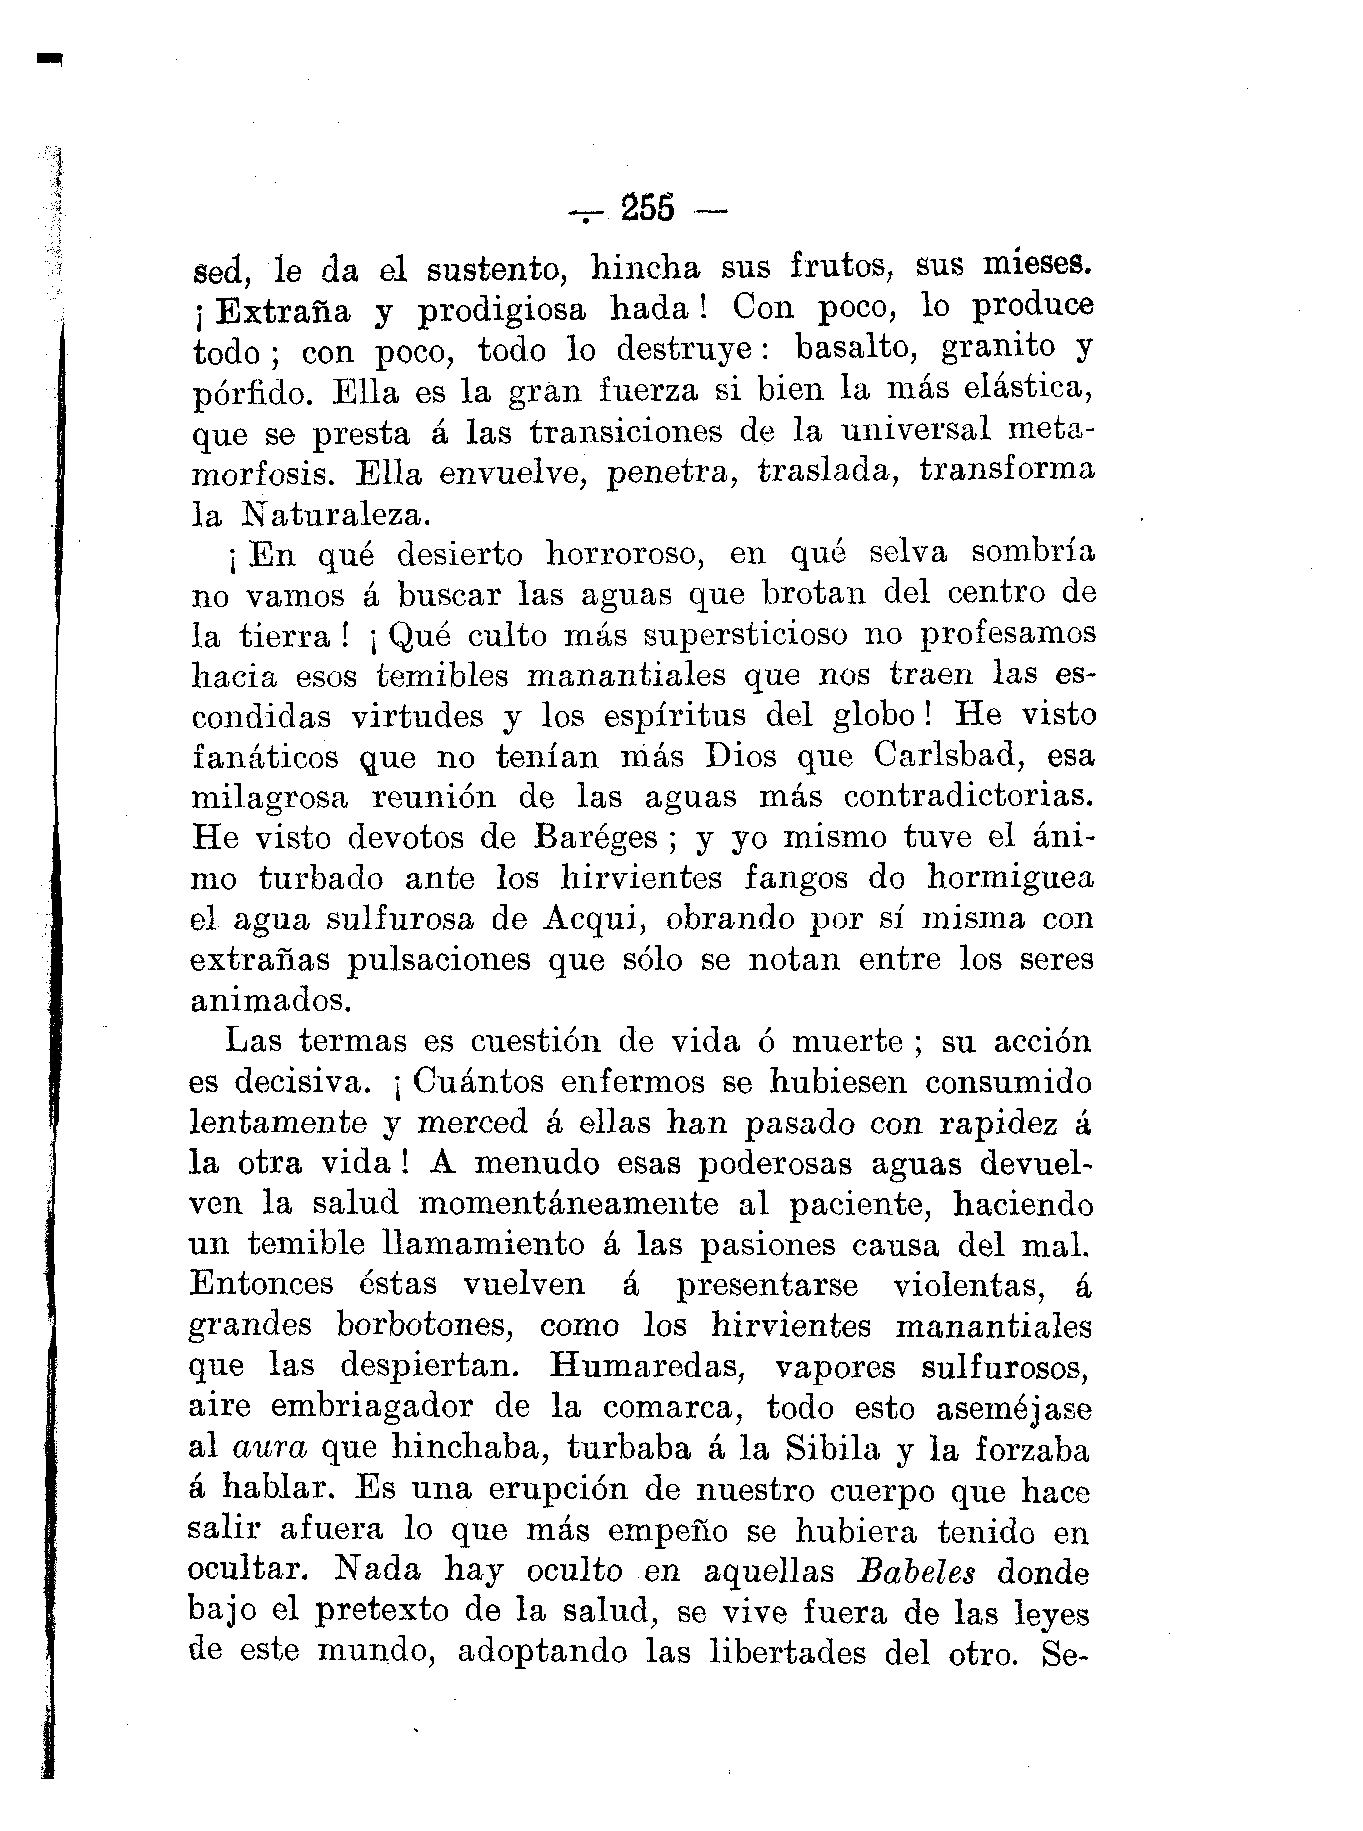 — 255 —
sed, le da el sustento, hincha sus frutos, sus mieses.
¡ Extraña y prodigiosa hada ! Con poco, lo produce
todo ; con poco, todo lo destruye : basalto, granito y
pórfido. Ella es la gran fuerza si bien la más elástica,
que se presta á las transiciones de la universal meta-
morfosis. Ella envuelve, penetra, traslada, transforma
la Naturaleza.
¡ En qué desierto horroroso, en qué selva sombría
no vamos á buscar las aguas que brotan del centro de
la tierra ! ¡ Qué culto más supersticioso no profesamos
hacia esos temibles manantiales que nos traen las es-
condidas virtudes y los espíritus del globo ! He visto
fanáticos que no tenían más Dios que Carlsbad, esa
milagrosa reunión de las aguas más contradictorias.
He visto devotos de Baréges ; y yo mismo tuve el áni-
mo turbado ante los hirvientes fangos do hormiguea
el agua sulfurosa de Acqui, obrando por sí misma con
extrañas pulsaciones que sólo se notan entre los seres
animados.
Las termas es cuestión de vida ó muerte ; su acción
es decisiva. ¡ Cuántos enfermos se hubiesen consumido
lentamente y merced á ellas han pasado con rapidez á
la otra vida ! A menudo esas poderosas aguas devuel-
ven la salud momentáneamente al paciente, haciendo
un temible llamamiento á las pasiones causa del mal.
Entonces éstas vuelven á presentarse violentas, á
grandes borbotones, como los hirvientes manantiales
que las despiertan. Humaredas, vapores sulfurosos,
aire embriagador de la comarca, todo esto aseméjase
al aura que hinchaba, turbaba á la Sibila y la forzaba
á hablar. Es una erupción de nuestro cuerpo que hace
salir afuera lo que más empeño se hubiera tenido en
ocultar. Nada hay oculto en aquellas Babeles donde
bajo el pretexto de la salud, se vive fuera de las leyes
de este mundo, adoptando las libertades del otro. Se-